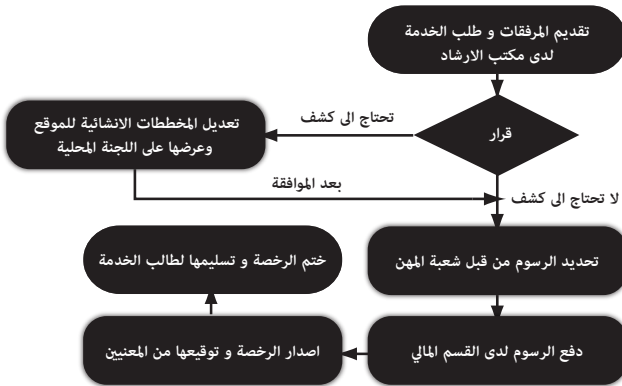 تقديم المرفقات و طلب الخدمة
لدى مكتب الارشاد
قرار
تحتاج الى كشف
تعديل المخططات الانشائية للموقع
وعرضها على اللجنة المحلية
بعد الموافقة
لا تحتاج الى كشف
تحديد الرسوم من قبل شعبة المهن
دفع الرسوم لدى القسم المالي
اصدار الرخصة و توقيعها من المعنيين
ختم الرخصة و تسليمها لطالب الخدمة